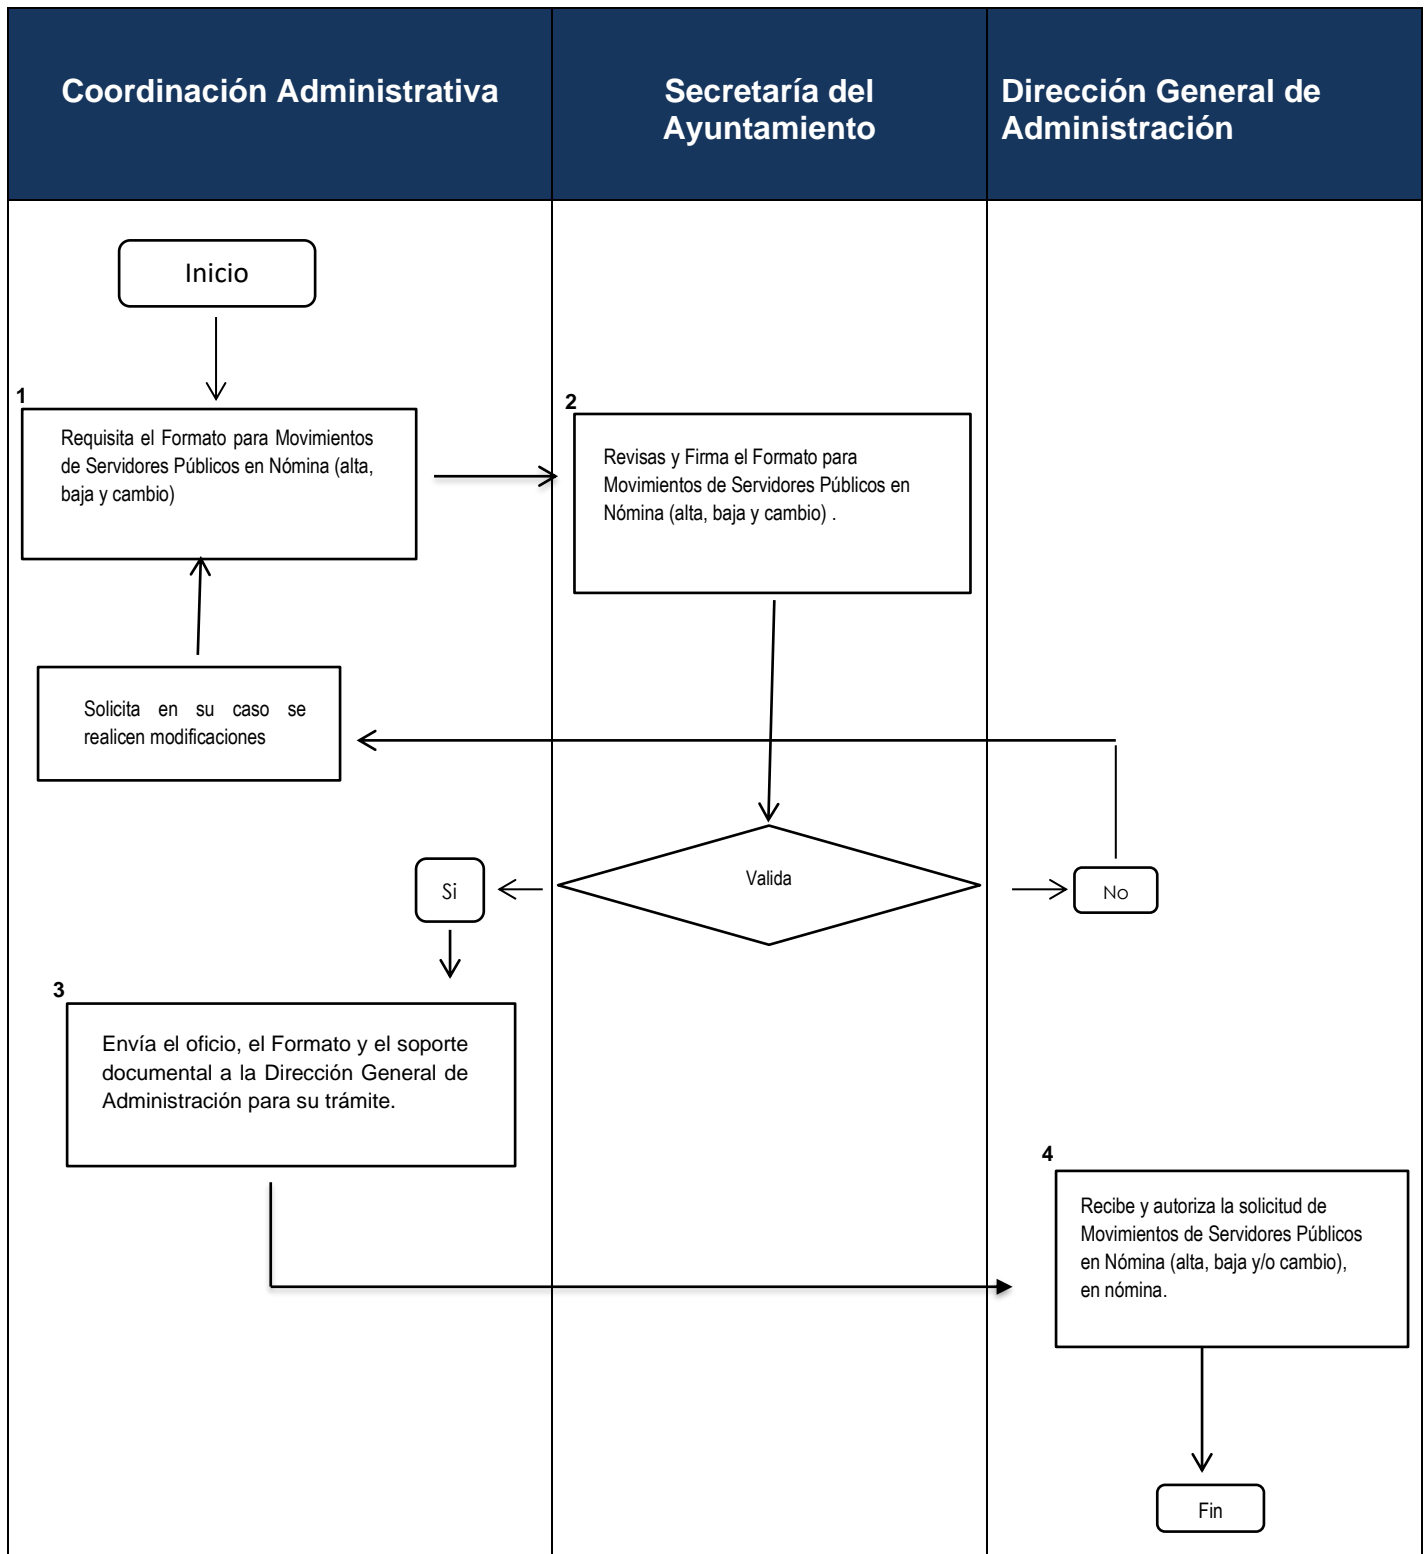 Coordinación Administrativa
Secretaría del
Ayuntamiento
Dirección General de
Administración
Inicio
1
Requisita el Formato para Movimientos
de Servidores Públicos en Nómina (alta,
baja y cambio)
2
Revisas y Firma el Formato para
Movimientos de Servidores Públicos en
Nómina (alta, baja y cambio) .
Solicita en su caso se
realicen modificaciones
Valida
Si
No
3
Envía el oficio, el Formato y el soporte
documental a la Dirección General de
Administración para su trámite.
4
Recibe y autoriza la solicitud de
Movimientos de Servidores Públicos
en Nómina (alta, baja y/o cambio),
en nómina.
Fin